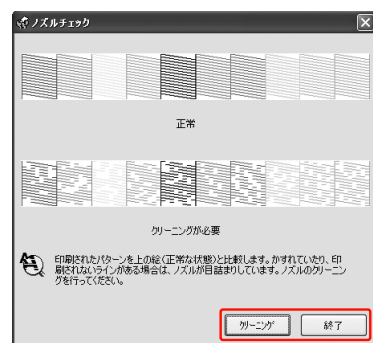 ノズルチェック
正常
クリーニングが必要
印刷されたパターンを上の絵(正常な状態)と比較します。かすれていたり、印
刷されないラインがある場合は、ノズルが目詰まりしています。ノズルのクリーニン
グを行ってください。
クリーニング
終了